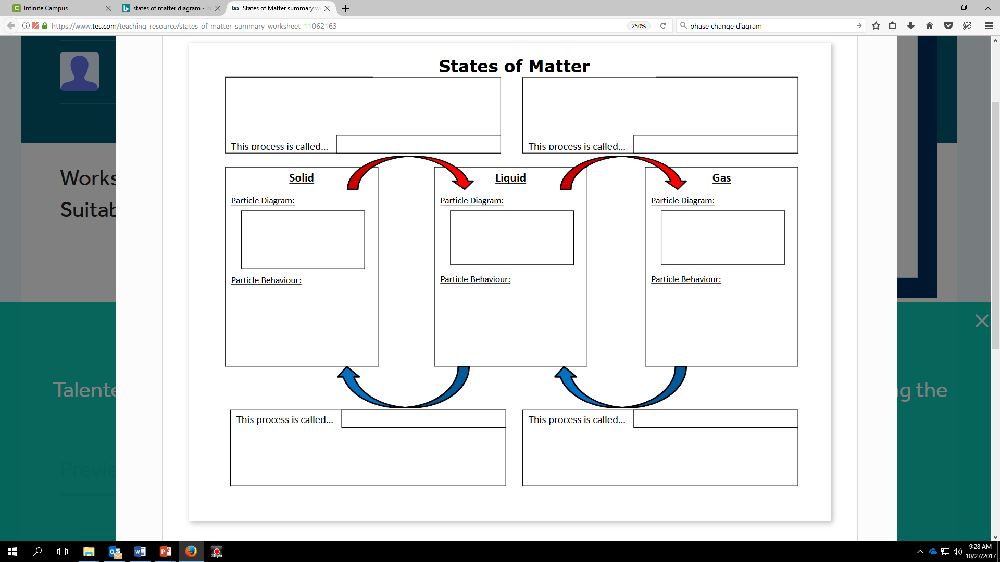 Infinite Campus
states of matter diagram - B
tes States of Matter summary w
https://www.tes.com/teaching-resource/states-of-matter-summary-worksheet-11062163
250%
phase change diagram
States of Matter
This process is called...
This process is called...
Solid
Liquid
Gas
Particle Diagram:
Particle Diagram:
Particle Diagram:
Particle Behaviour:
Particle Behaviour:
Particle Behaviour:
This process is called...
This process is called...
Works
Suitab
Talente
g the
Previe
9:28 AM
10/27/2017